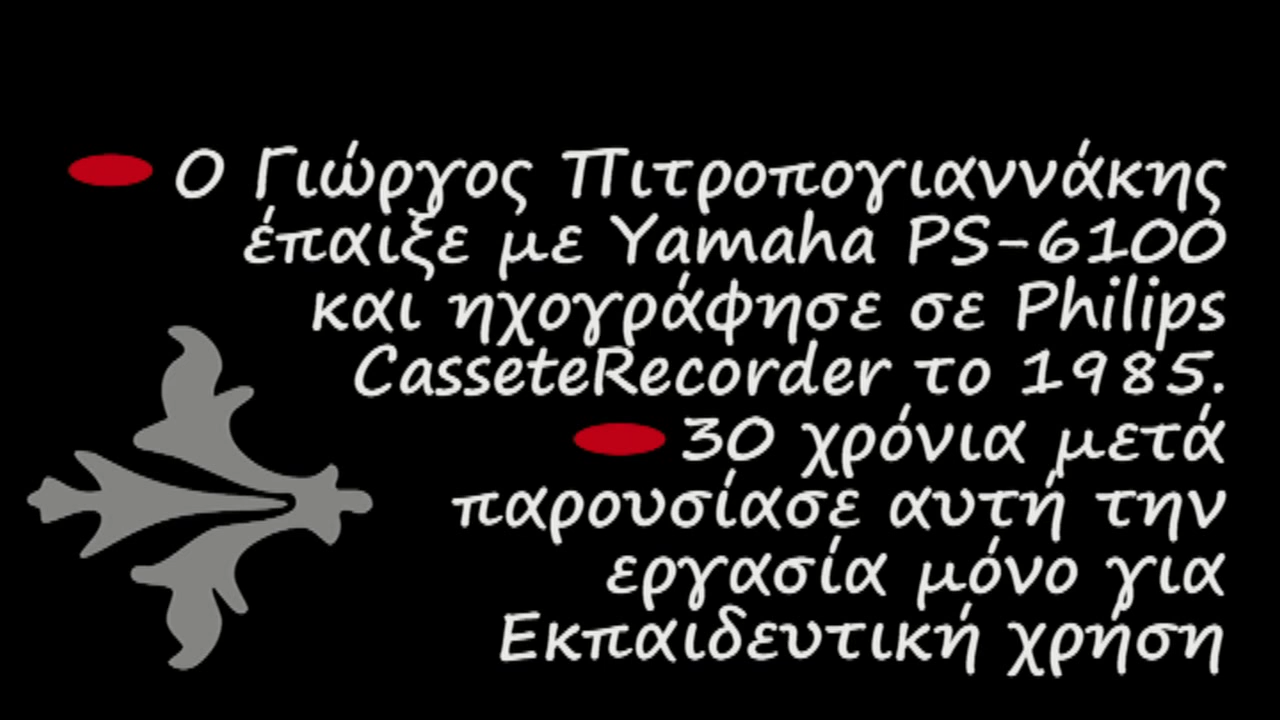 Ο Γιώργος Πιτροπογιαννάκης
έπαιξε με Yamaha PS-6100
και ηχογράφησε σε Philips
CasseteRecorder το 1985.
30 χρόνια μετά
παρουσίασε αυτή την
εργασία μόνο για
Εκπαιδευτική χρήση